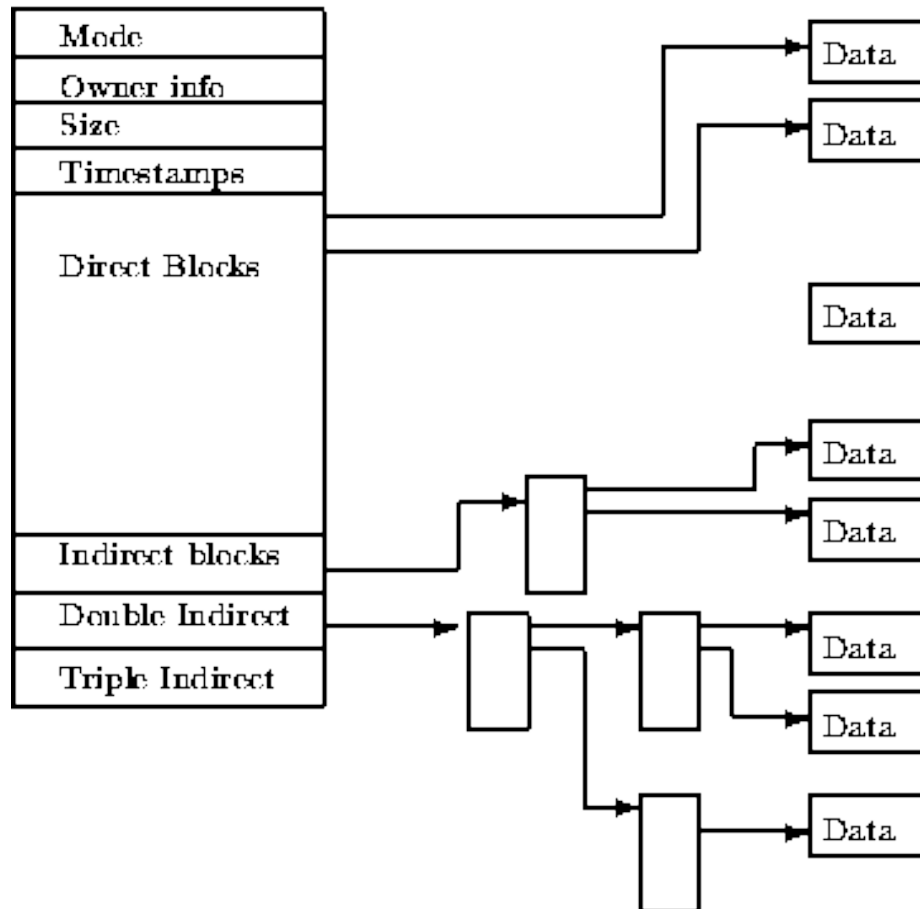 Mode
Owner info
Size
Timestamps
Direct Blocks
Indirect blocks
Double Indirect
Triple Indirect
Data
Data
Data
Data
Data
Data
Data
Data